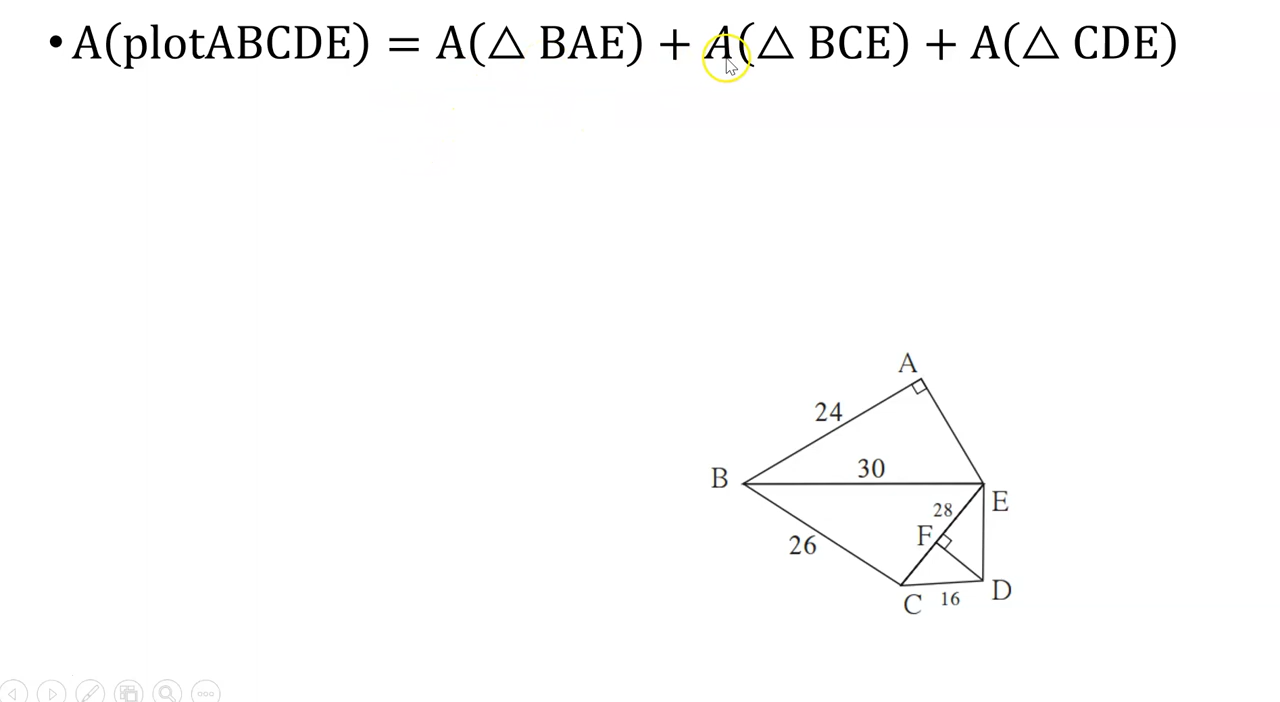 • A(plotABCDE) = A(△ BAE) + A(△ BCE) + A(△ CDE)
A
24
30
B
E
28
F
26
C
16
D